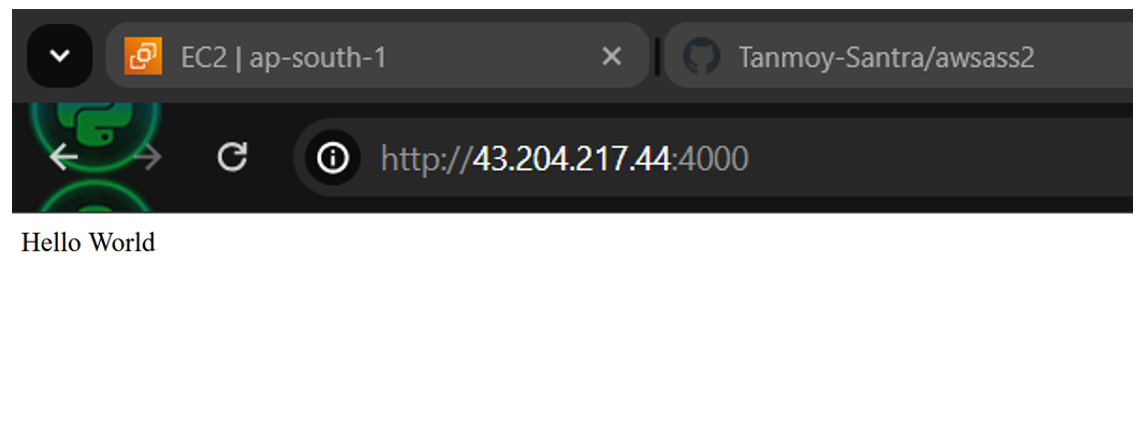 EC2 | ap-south-1
Tanmoy-Santra/awsass2
http://43.204.217.44:4000
Hello World